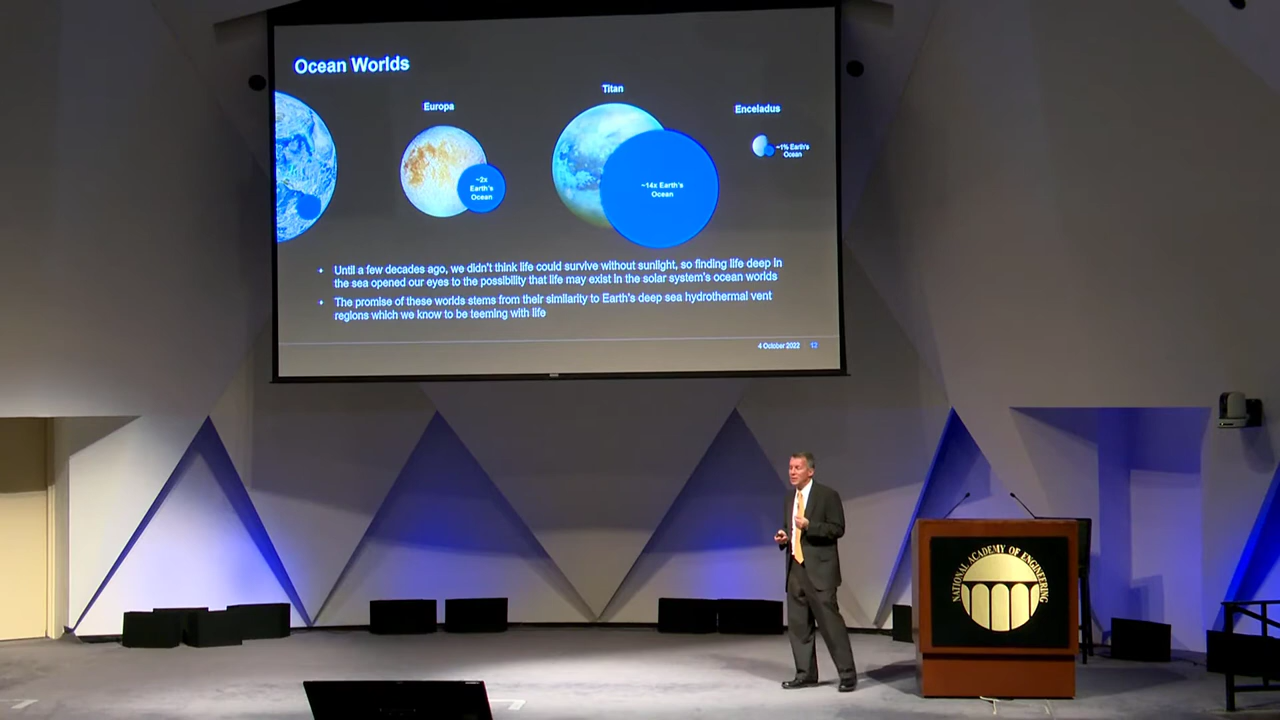 Ocean Worlds
Europa
Titan
Enceladus
~2x
Earth's
Ocean
~14x Earth's
Ocean
~1% Earth's
Ocean
• Until a few decades ago, we didn't think life could survive without sunlight, so finding life deep in
the sea opened our eyes to the possibility that life may exist in the solar system's ocean worlds
• The promise of these worlds stems from their similarity to Earth's deep sea hydrothermal vent
regions which we know to be teeming with life
4 October 2022 12
NATIONAL ACADEMY OF ENGINEERING